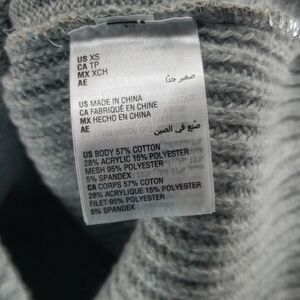 US XS
CA TP
MX XCH
AE صغير جدًا
US MADE IN CHINA
CA FABRIQUÉ EN CHINE
MX HECHO EN CHINA
AE صنع في الصين
US BODY 57% COTTON
28% ACRYLIC 15% POLYESTER
MESH 95% POLYESTER
5% SPANDEX
CA CORPS 57% COTON
28% ACRYLIQUE 15% POLYESTER
FILET 95% POLYESTER
5% SPANDEX